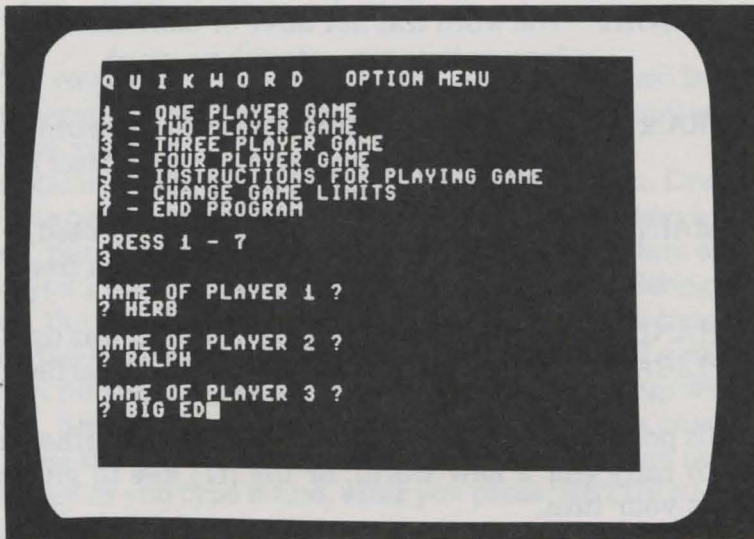 Q U I K W O R D   OPTION MENU
1 - ONE PLAYER GAME
2 - TWO PLAYER GAME
3 - THREE PLAYER GAME
4 - FOUR PLAYER GAME
5 - INSTRUCTIONS FOR PLAYING GAME
6 - CHANGE GAME LIMITS
7 - END PROGRAM
PRESS 1 - 7
3
NAME OF PLAYER 1 ?
? HERB
NAME OF PLAYER 2 ?
? RALPH
NAME OF PLAYER 3 ?
? BIG ED